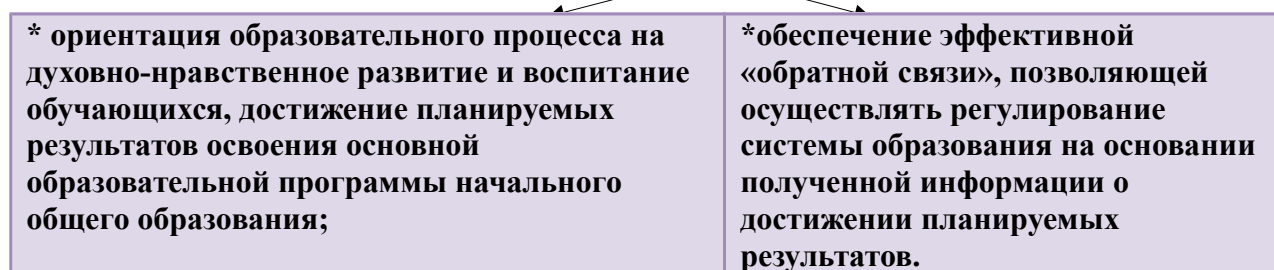 * ориентация образовательного процесса на
духовно-нравственное развитие и воспитание
обучающихся, достижение планируемых
результатов освоения основной
образовательной программы начального
общего образования;
*обеспечение эффективной
«обратной связи», позволяющей
осуществлять регулирование
системы образования на основании
полученной информации о
достижении планируемых
результатов.